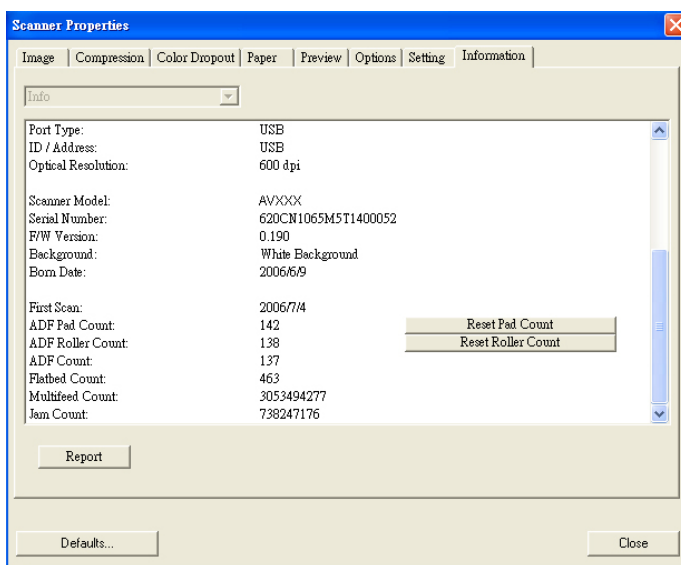 Scanner Properties
Image Compression Color Dropout Paper Preview Options Setting Information
Info
Port Type: USB
ID / Address: USB
Optical Resolution: 600 dpi
Scanner Model: AVXXX
Serial Number: 620CN1065M5T1400052
F/W Version: 0.190
Background: White Background
Born Date: 2006/6/9
First Scan: 2006/7/4
ADF Pad Count: 142 Reset Pad Count
ADF Roller Count: 138 Reset Roller Count
ADF Count: 137
Flatbed Count: 463
Multifeed Count: 3053494277
Jam Count: 738247176
Report
Defaults... Close